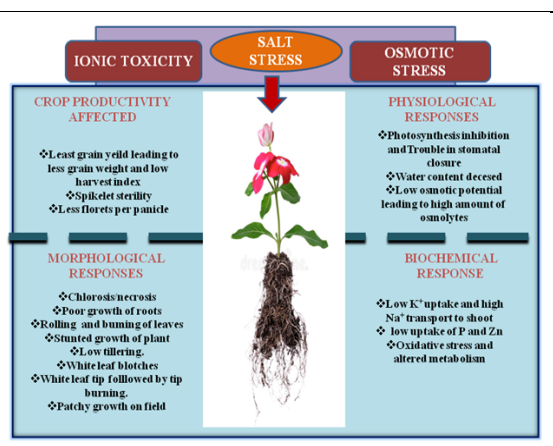 IONIC TOXICITY
SALT
STRESS
OSMOTIC
STRESS
CROP PRODUCTIVITY
AFFECTED
❖Least grain yeild leading to
less grain weight and low
harvest index
❖Spikelet sterility
❖Less florets per panicle
PHYSIOLOGICAL
RESPONSES
❖Photosynthesis inhibition
and Trouble in stomatal
closure
❖Water content decesed
❖Low osmotic potential
leading to high amount of
osmolytes
MORPHOLOGICAL
RESPONSES
❖Chlorosis/necrosis
❖Poor growth of roots
❖Rolling and burning of leaves
❖Stunted growth of plant
❖Low tillering.
❖White leaf blotches
❖White leaf tip folllowed by tip
burning.
❖Patchy growth on field
BIOCHEMICAL
RESPONSE
❖Low K⁺ uptake and high
Na⁺ transport to shoot
❖ low uptake of P and Zn
❖Oxidative stress and
altered metabolism